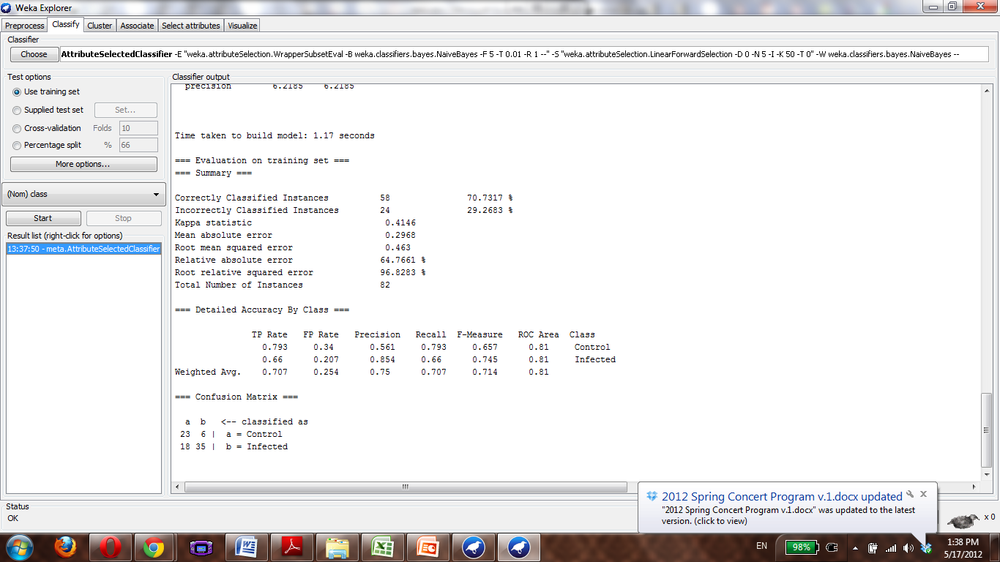 Weka Explorer
Preprocess Classify Cluster Associate Select attributes Visualize
Classifier
Choose AttributeSelectedClassifier -E "weka.attributeSelection.WrapperSubsetEval -B weka.classifiers.bayes.NaiveBayes -F 5 -T 0.01 -R 1 --" -S "weka.attributeSelection.LinearForwardSelection -D 0 -N 5 -I -K 50 -T 0" -W weka.classifiers.bayes.NaiveBayes --
Test options
Use training set
Supplied test set Set...
Cross-validation Folds 10
Percentage split % 66
More options...
(Nom) class
Start Stop
Result list (right-click for options)
13:37:50 - meta.AttributeSelectedClassifier
Classifier output
precision 6.2185 6.2185
Time taken to build model: 1.17 seconds
=== Evaluation on training set ===
=== Summary ===
Correctly Classified Instances 58 70.7317 %
Incorrectly Classified Instances 24 29.2683 %
Kappa statistic 0.4146
Mean absolute error 0.2968
Root mean squared error 0.463
Relative absolute error 64.7661 %
Root relative squared error 96.8283 %
Total Number of Instances 82
=== Detailed Accuracy By Class ===
TP Rate FP Rate Precision Recall F-Measure ROC Area Class
0.793 0.34 0.561 0.793 0.657 0.81 Control
0.66 0.207 0.854 0.66 0.745 0.81 Infected
Weighted Avg. 0.707 0.254 0.75 0.707 0.714 0.81
=== Confusion Matrix ===
a b <-- classified as
23 6 | a = Control
18 35 | b = Infected
Status
OK
x 0
2012 Spring Concert Program v.1.docx updated
"2012 Spring Concert Program v.1.docx" was updated to the latest
version. (click to view)
EN
98%
1:38 PM
5/17/2012